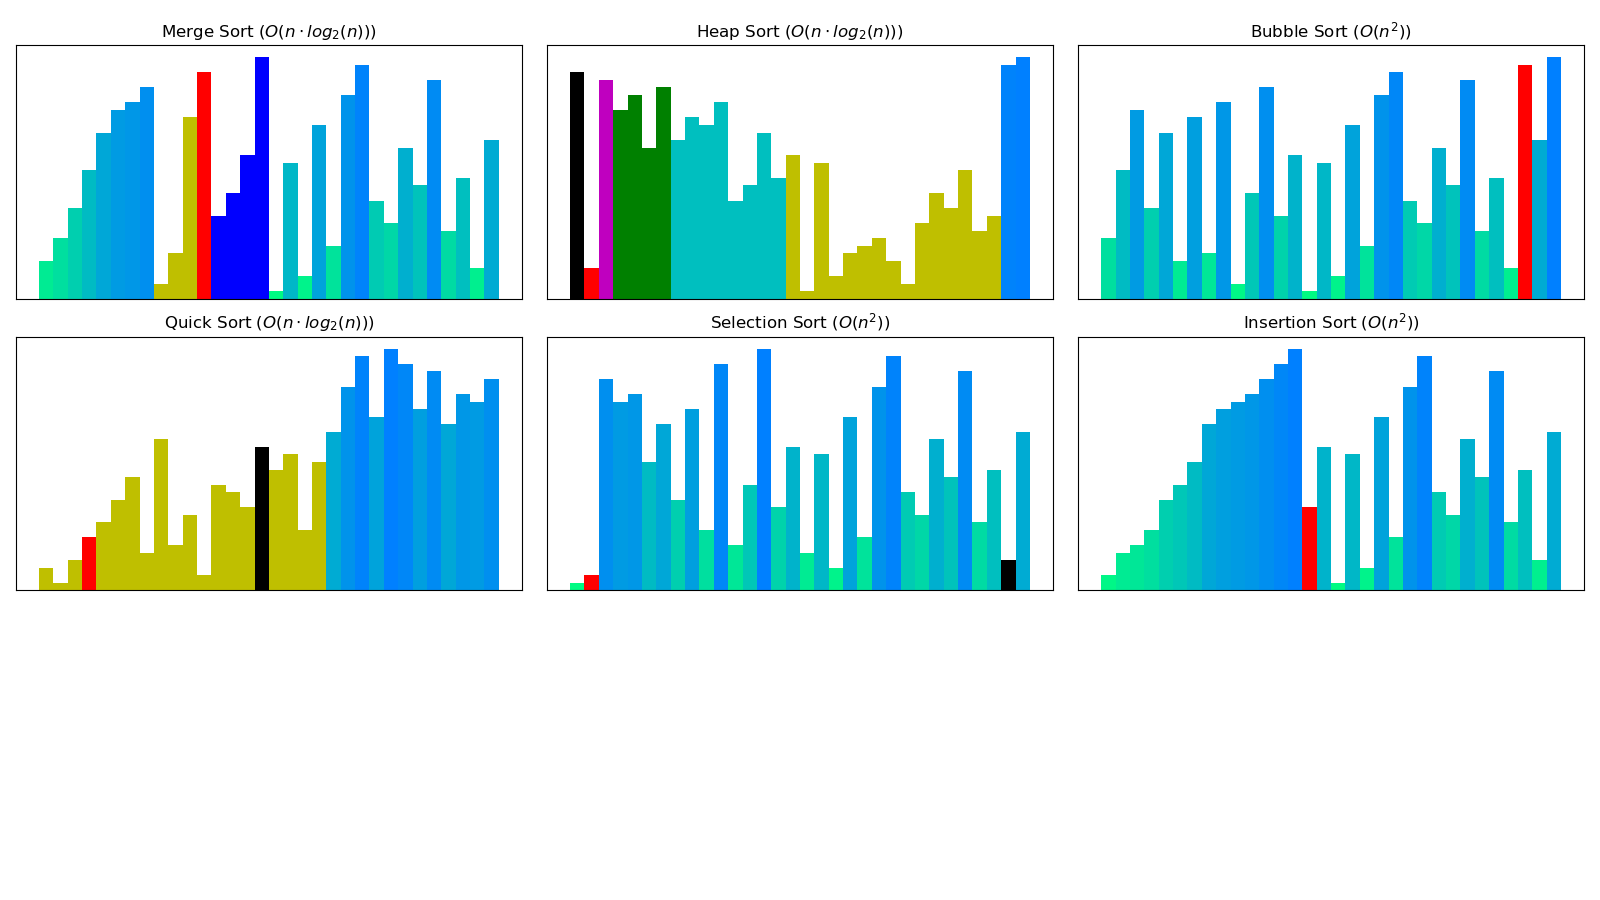 Merge Sort (O(n · log₂(n)))
Heap Sort (O(n · log₂(n)))
Bubble Sort (O(n²))
Quick Sort (O(n · log₂(n)))
Selection Sort (O(n²))
Insertion Sort (O(n²))